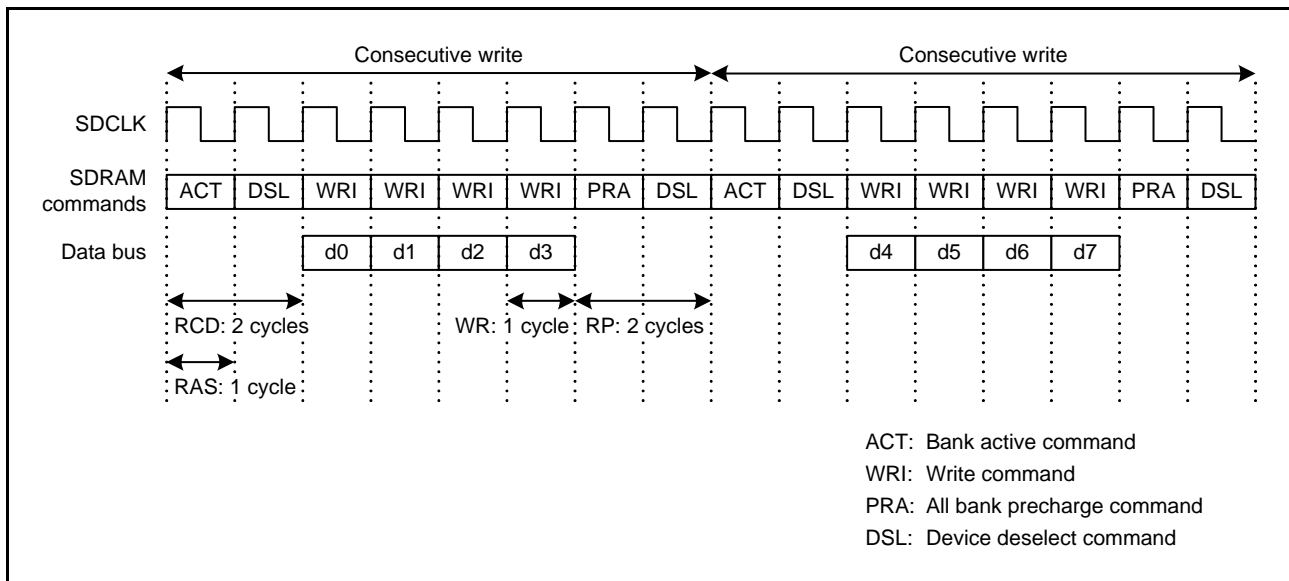 Consecutive write Consecutive write
SDCLK
SDRAM
commands
ACT DSL WRI WRI WRI WRI PRA DSL ACT DSL WRI WRI WRI WRI PRA DSL
Data bus d0 d1 d2 d3 d4 d5 d6 d7
RCD: 2 cycles WR: 1 cycle RP: 2 cycles
RAS: 1 cycle
ACT: Bank active command
WRI: Write command
PRA: All bank precharge command
DSL: Device deselect command